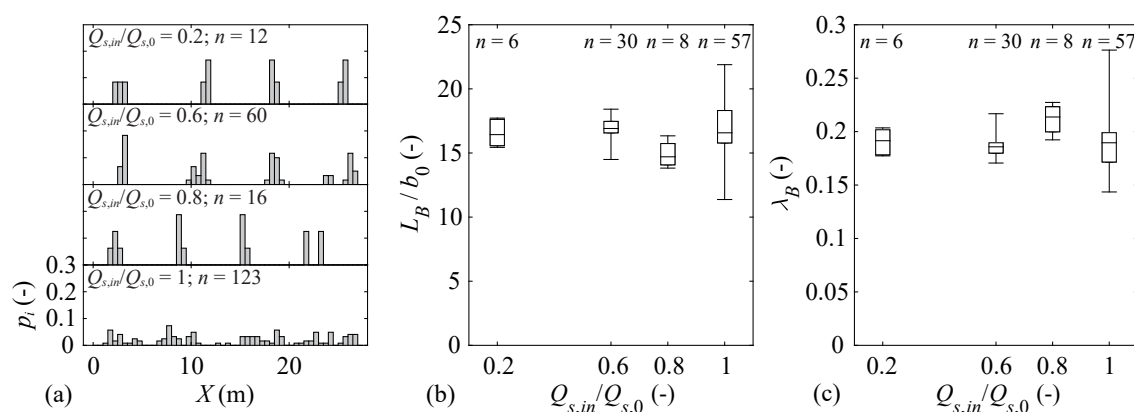 Q_{s,in}/Q_{s,0} = 0.2; n = 12
Q_{s,in}/Q_{s,0} = 0.6; n = 60
Q_{s,in}/Q_{s,0} = 0.8; n = 16
Q_{s,in}/Q_{s,0} = 1; n = 123
0.3
0.2
0.1
0
p_i (-)
0 10 20
X (m)
(a)
n = 6 n = 30 n = 8 n = 57
25
20
15
10
5
0
L_B / b_0 (-)
0.2 0.6 0.8 1
Q_{s,in}/Q_{s,0} (-)
(b)
n = 6 n = 30 n = 8 n = 57
0.3
0.25
0.2
0.15
0.1
0.05
0
λ_B (-)
0.2 0.6 0.8 1
Q_{s,in}/Q_{s,0} (-)
(c)